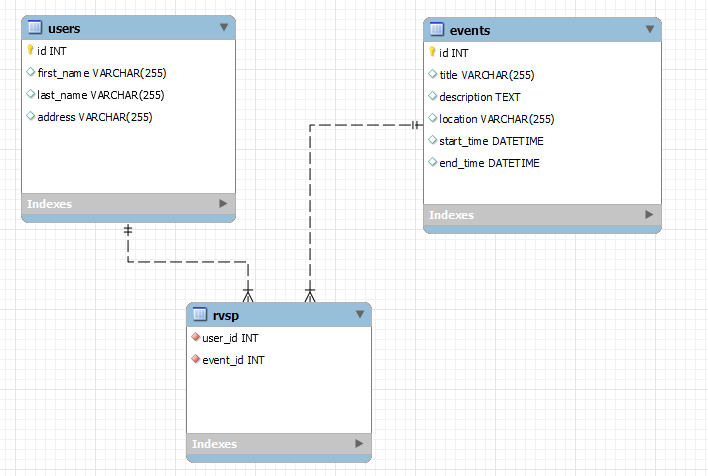 users
id INT
first_name VARCHAR(255)
last_name VARCHAR(255)
address VARCHAR(255)
Indexes
events
id INT
title VARCHAR(255)
description TEXT
location VARCHAR(255)
start_time DATETIME
end_time DATETIME
Indexes
rvsp
user_id INT
event_id INT
Indexes